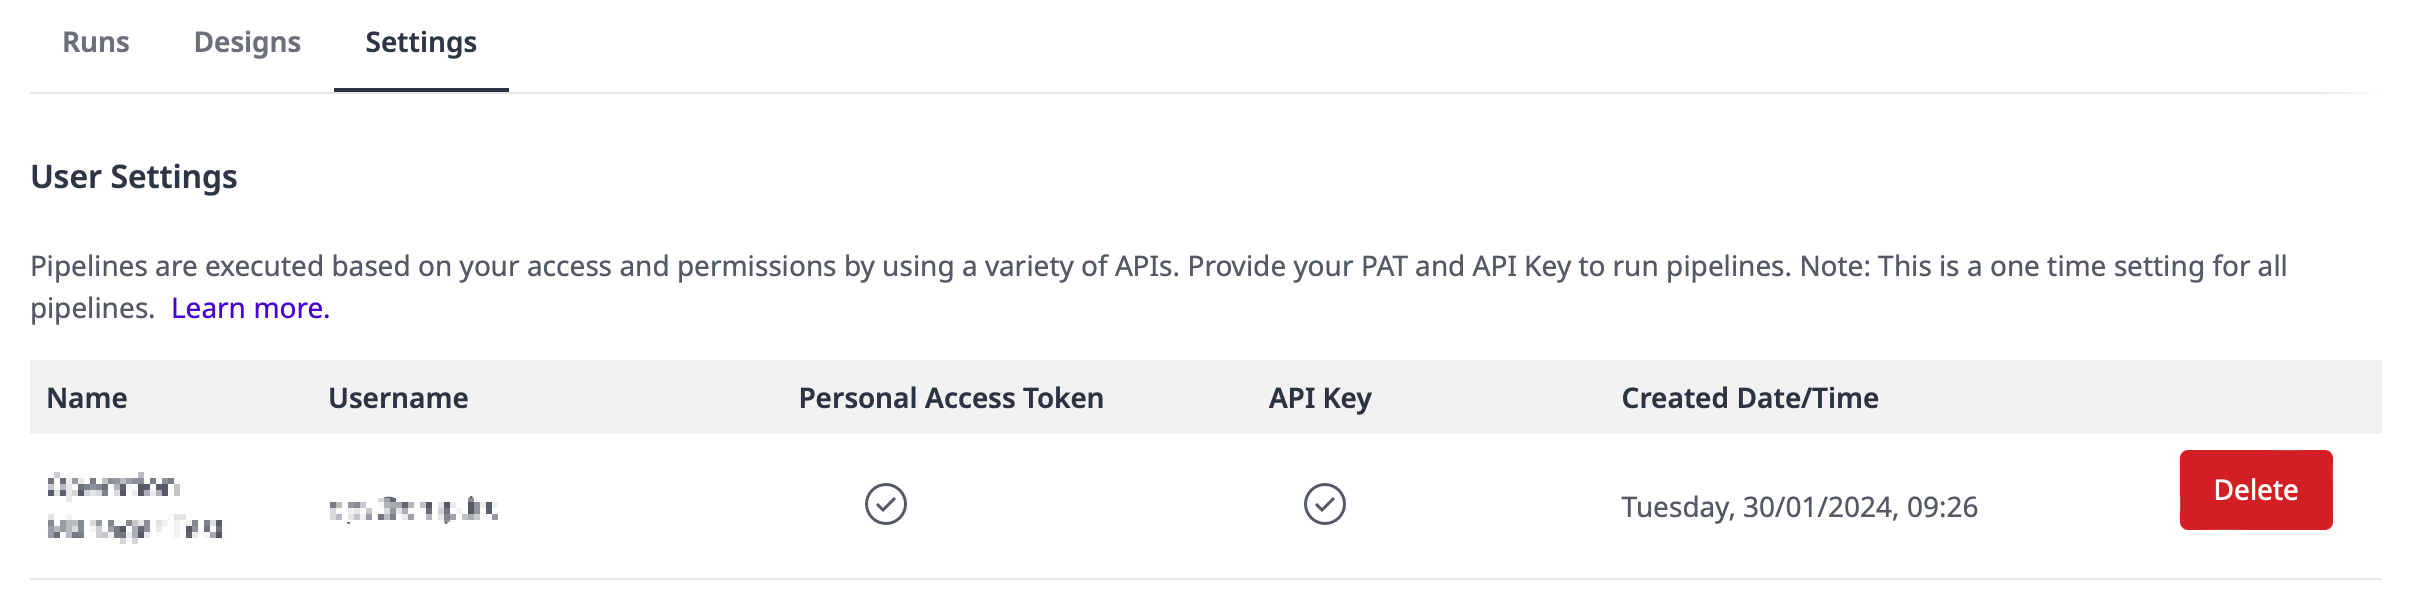 Runs Designs Settings
User Settings
Pipelines are executed based on your access and permissions by using a variety of APIs. Provide your PAT and API Key to run pipelines. Note: This is a one time setting for all
pipelines. Learn more.
Name Username Personal Access Token API Key Created Date/Time
Tuesday, 30/01/2024, 09:26 Delete